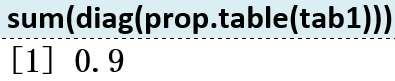 sum(diag(prop.table(tab1)))
[1] 0.9